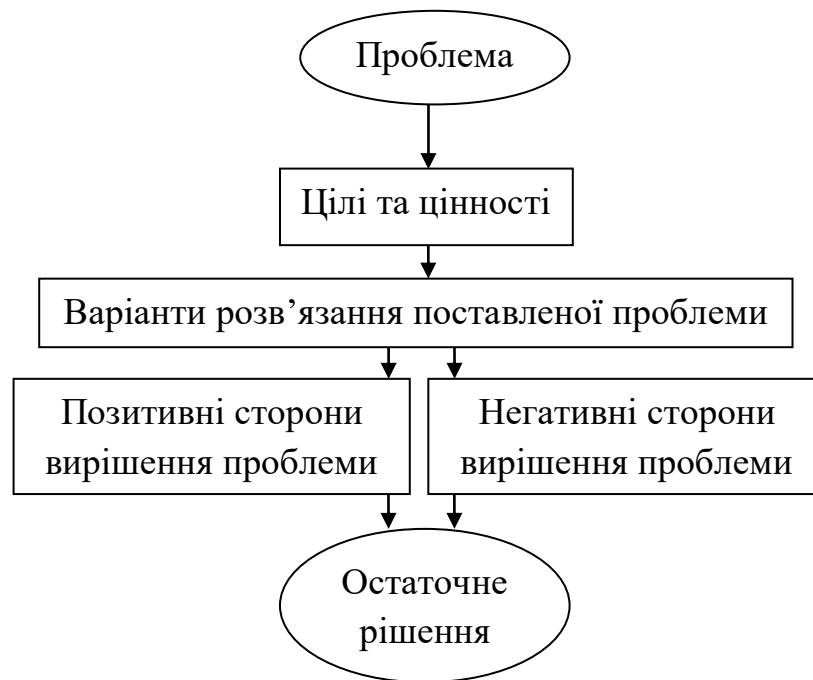 Проблема
Цілі та цінності
Варіанти розв’язання поставленої проблеми
Позитивні сторони
вирішення проблеми
Негативні сторони
вирішення проблеми
Остаточне
рішення